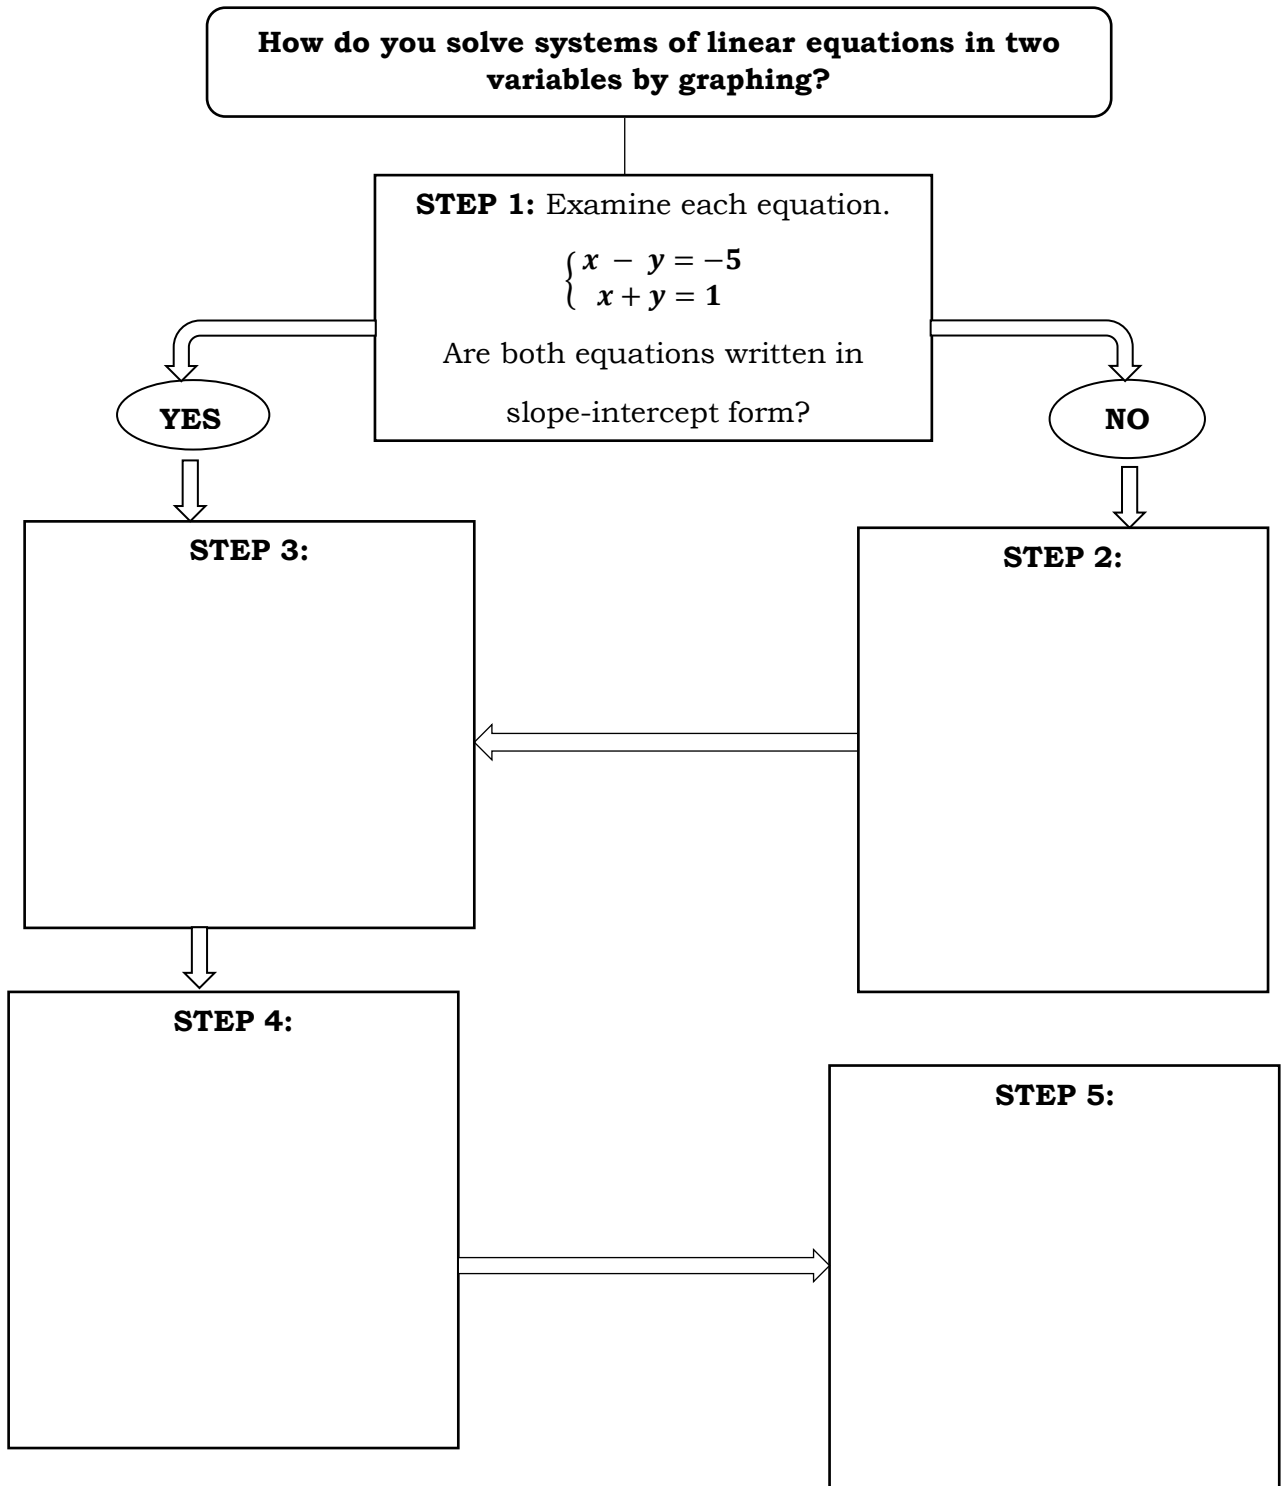 How do you solve systems of linear equations in two
variables by graphing?
STEP 1: Examine each equation.
{ x − y = −5
x + y = 1
Are both equations written in
slope-intercept form?
YES
NO
STEP 3:
STEP 2:
STEP 4:
STEP 5: